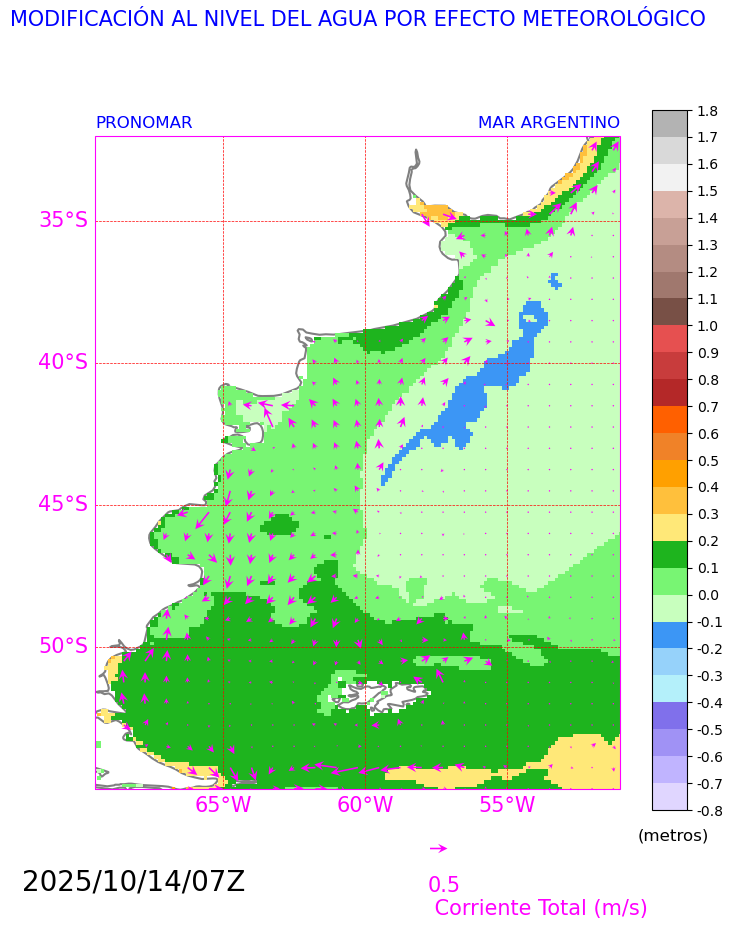 MODIFICACIÓN AL NIVEL DEL AGUA POR EFECTO METEOROLÓGICO
PRONOMAR MAR ARGENTINO
35°S
40°S
45°S
50°S
65°W 60°W 55°W
1.8
1.7
1.6
1.5
1.4
1.3
1.2
1.1
1.0
0.9
0.8
0.7
0.6
0.5
0.4
0.3
0.2
0.1
0.0
-0.1
-0.2
-0.3
-0.4
-0.5
-0.6
-0.7
-0.8
(metros)
2025/10/14/07Z
0.5
Corriente Total (m/s)